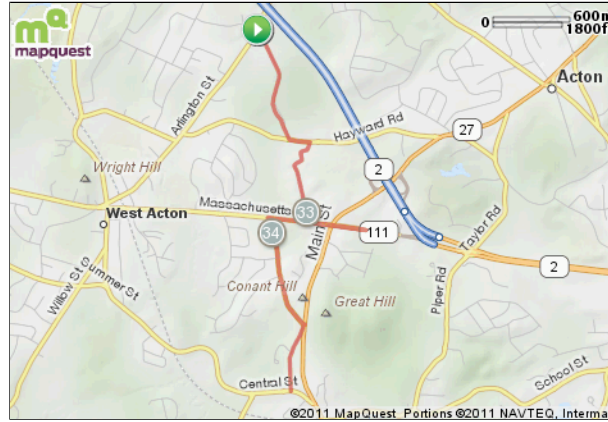 mq
mapquest
0 600m
1800f
Acton
Arlington St
Hayward Rd
27
Wright Hill
2
Massachusetts
33
West Acton
34
Main St
111
Taylor Rd
2
Willow St
Summer St
Conant Hill
Great Hill
Piper Rd
Central St
School St
©2011 MapQuest Portions ©2011 NAVTEQ, Interma